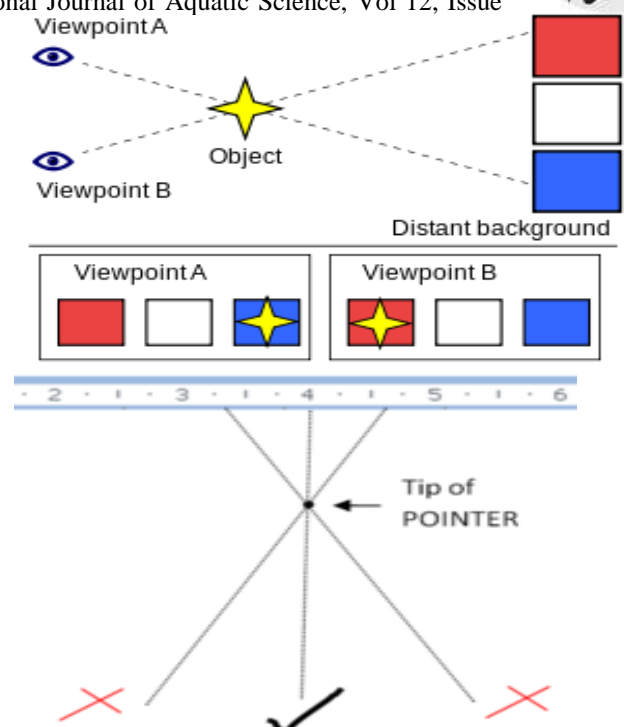 onal Journal of Aquatic Science, Vol 12, Issue
Viewpoint A
Object
Viewpoint B
Distant background
Viewpoint A Viewpoint B
2 3 4 5 6
Tip of
POINTER